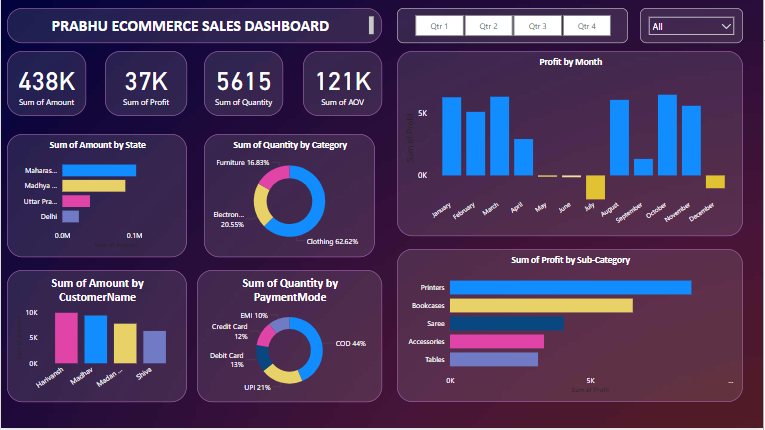 PRABHU ECOMMERCE SALES DASHBOARD
Qtr 1
Qtr 2
Qtr 3
Qtr 4
All
438K
Sum of Amount
37K
Sum of Profit
5615
Sum of Quantity
121K
Sum of AOV
Profit by Month
5K
0K
January
February
March
April
May
June
July
August
September
October
November
December
Sum of Amount by State
Maharas...
Madhya ...
Uttar Pra...
Delhi
0.0M
0.1M
Sum of Quantity by Category
Furniture 16.83%
Electron...
20.55%
Clothing 62.62%
Sum of Amount by
CustomerName
10K
5K
0K
Harivansh
Madhav
Madan ...
Shiva
Sum of Quantity by
PaymentMode
EMI 10%
Credit Card
12%
Debit Card
13%
UPI 21%
COD 44%
Sum of Profit by Sub-Category
Printers
Bookcases
Saree
Accessories
Tables
0K
5K
Sum of Profit